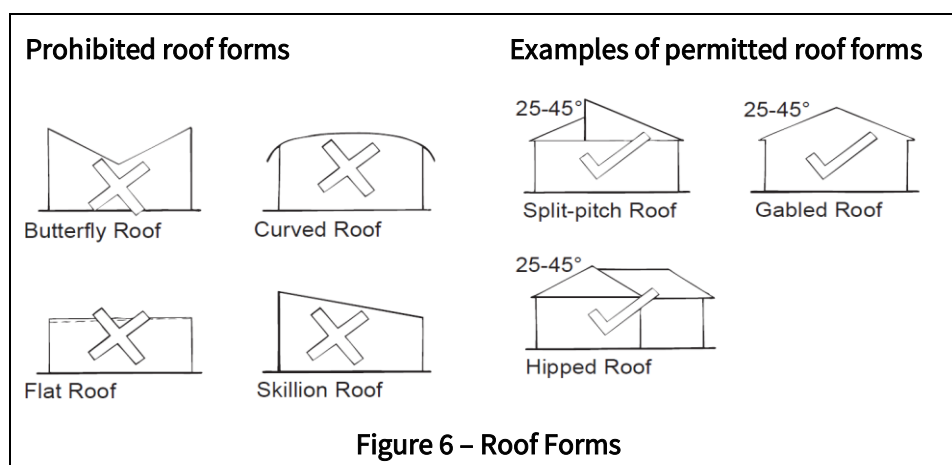 Prohibited roof forms
Examples of permitted roof forms
25-45°
25-45°
Butterfly Roof
Curved Roof
Split-pitch Roof
Gabled Roof
25-45°
Flat Roof
Skillion Roof
Hipped Roof
Figure 6 – Roof Forms